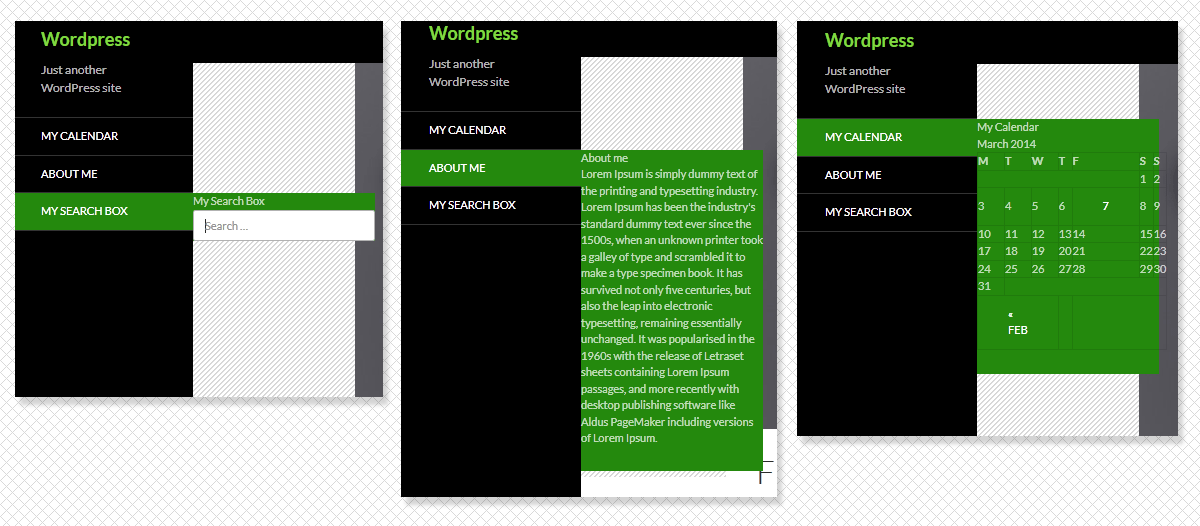 Wordpress
Just another
WordPress site
MY CALENDAR
ABOUT ME
MY SEARCH BOX
My Search Box
Search ...
Wordpress
Just another
WordPress site
MY CALENDAR
ABOUT ME
MY SEARCH BOX
About me
Lorem Ipsum is simply dummy text of
the printing and typesetting industry.
Lorem Ipsum has been the industry's
standard dummy text ever since the
1500s, when an unknown printer took
a galley of type and scrambled it to
make a type specimen book. It has
survived not only five centuries, but
also the leap into electronic
typesetting, remaining essentially
unchanged. It was popularised in the
1960s with the release of Letraset
sheets containing Lorem Ipsum
passages, and more recently with
desktop publishing software like
Aldus PageMaker including versions
of Lorem Ipsum.
Wordpress
Just another
WordPress site
MY CALENDAR
ABOUT ME
MY SEARCH BOX
My Calendar
March 2014
M T W T F S S
1 2
3 4 5 6 7 8 9
10 11 12 13 14 15 16
17 18 19 20 21 22 23
24 25 26 27 28 29 30
31
«
FEB